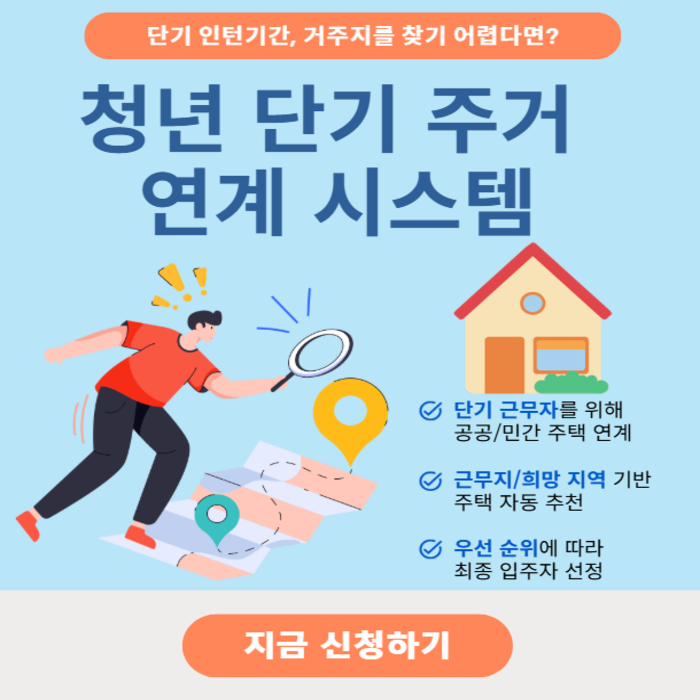 단기 인턴기간, 거주지를 찾기 어렵다면?
청년 단기 주거
연계 시스템
단기 근무자를 위해
공공/민간 주택 연계
근무지/희망 지역 기반
주택 자동 추천
우선 순위에 따라
최종 입주자 선정
지금 신청하기